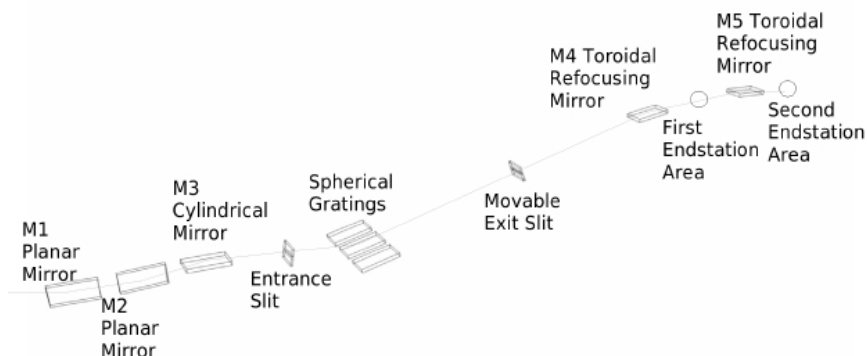 M1
Planar
Mirror
M2
Planar
Mirror
M3
Cylindrical
Mirror
Entrance
Slit
Spherical
Gratings
Movable
Exit Slit
M4 Toroidal
Refocusing
Mirror
First
Endstation
Area
M5 Toroidal
Refocusing
Mirror
Second
Endstation
Area